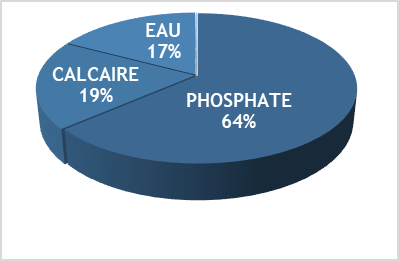 EAU
17%
CALCAIRE
19%
PHOSPHATE
64%